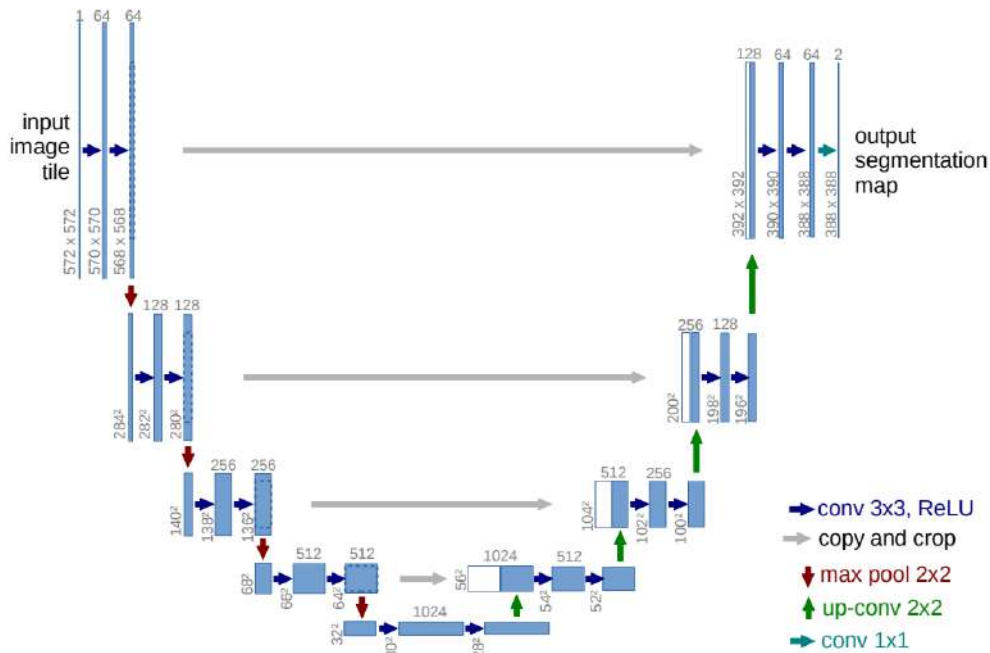 1 64 64
128 64 64 2
input
image
tile
output
segmentation
map
572 x 572
570 x 570
568 x 568
392 x 392
390 x 390
388 x 388
388 x 388
128 128
256 128
284²
282²
280²
200²
198²
196²
256 256
512 256
140²
138²
136²
104²
102²
100²
512 512
1024 512
68²
66²
64²
56²
54²
52²
1024
32²
conv 3x3, ReLU
copy and crop
max pool 2x2
up-conv 2x2
conv 1x1